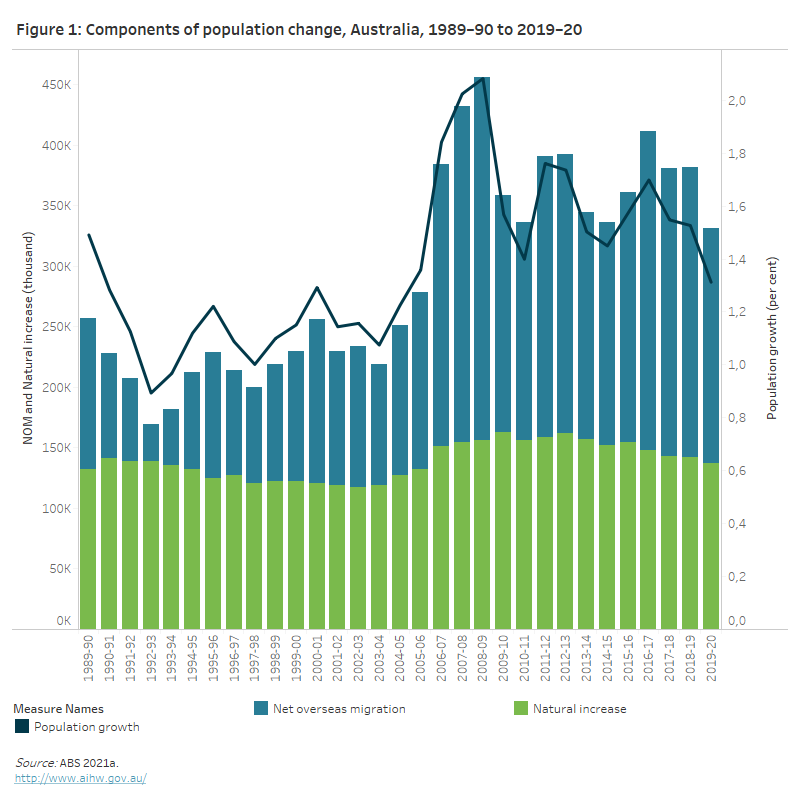 Figure 1: Components of population change, Australia, 1989–90 to 2019–20
NOM and Natural increase (thousand)
450K
400K
350K
300K
250K
200K
150K
100K
50K
0K
2,0
1,8
1,6
1,4
1,2
1,0
0,8
0,6
0,4
0,2
0,0
Population growth (per cent)
1989-90
1990-91
1991-92
1992-93
1993-94
1994-95
1995-96
1996-97
1997-98
1998-99
1999-00
2000-01
2001-02
2002-03
2003-04
2004-05
2005-06
2006-07
2007-08
2008-09
2009-10
2010-11
2011-12
2012-13
2013-14
2014-15
2015-16
2016-17
2017-18
2018-19
2019-20
Measure Names
Net overseas migration
Natural increase
Population growth
Source: ABS 2021a.
http://www.aihw.gov.au/